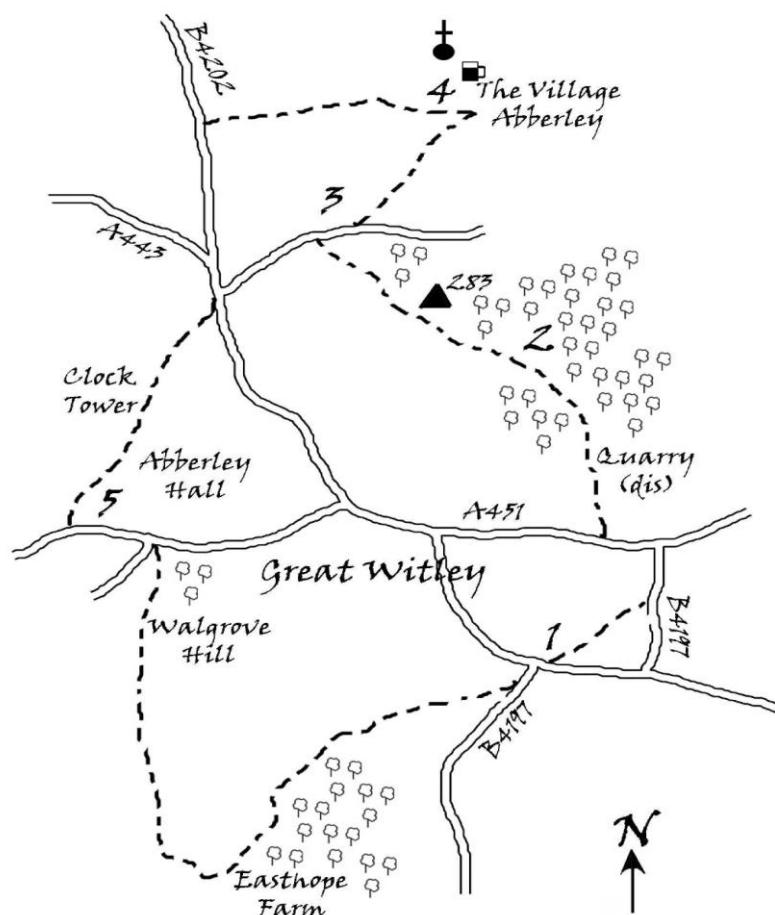 B4202
4
The Village
Abberley
3
A443
283
2
Clock
Tower
Abberley
Hall
Quarry
(dis)
5
A451
Great Witley
1
B4197
Walgrove
Hill
B4197
N
Easthope
Farm